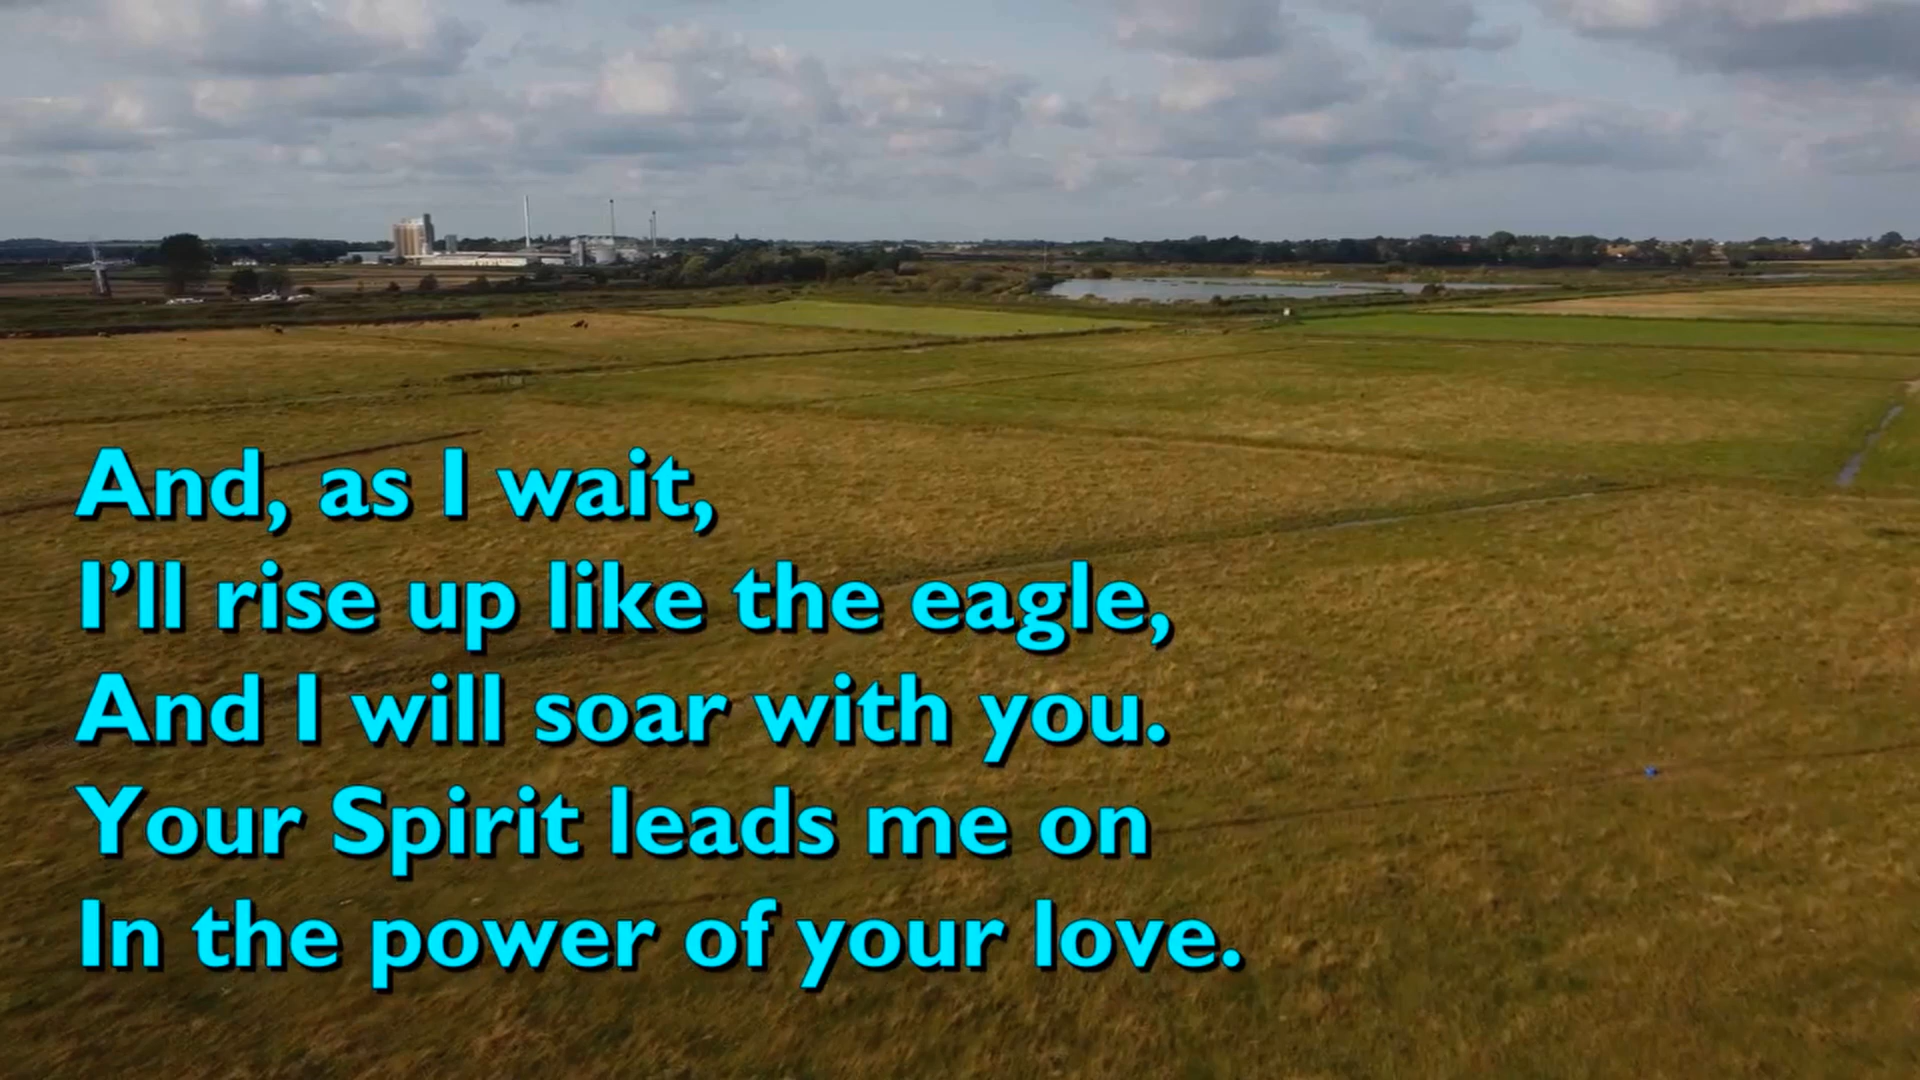 And, as I wait,
I’ll rise up like the eagle,
And I will soar with you.
Your Spirit leads me on
In the power of your love.